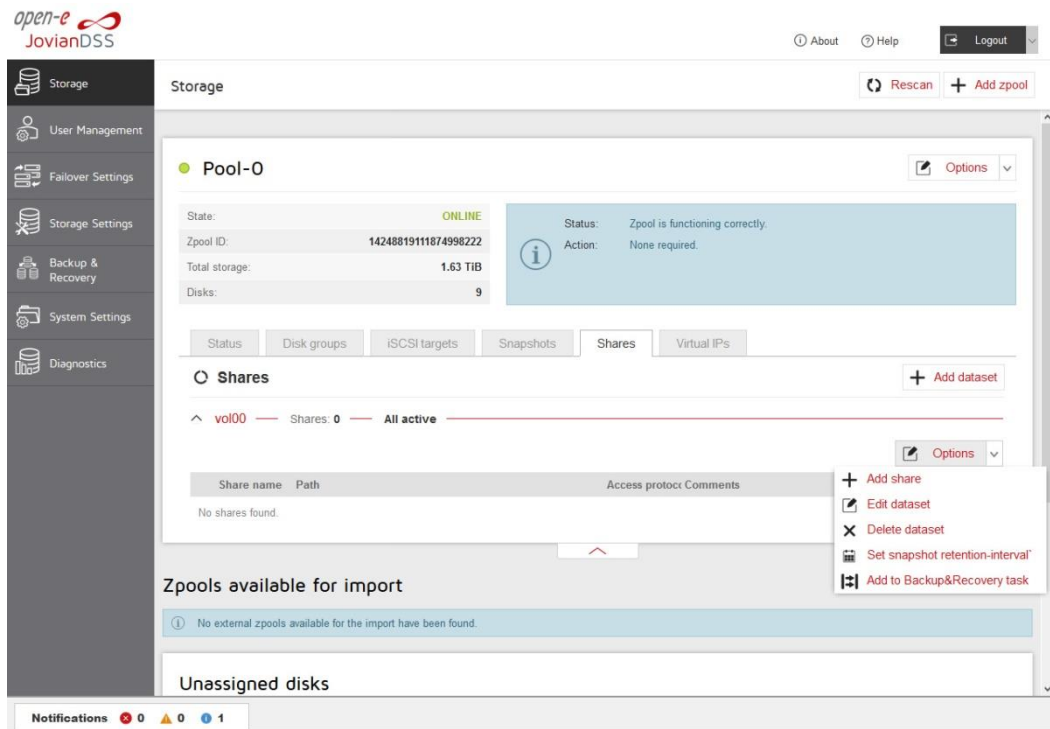 open-e
JovianDSS
About
Help
Logout
Storage
User Management
Failover Settings
Storage Settings
Backup &
Recovery
System Settings
Diagnostics
Storage
Rescan
Add zpool
Pool-0
Options
State: ONLINE
Zpool ID: 14248819111874998222
Total storage: 1.63 TiB
Disks: 9
Status: Zpool is functioning correctly.
Action: None required.
Status
Disk groups
iSCSI targets
Snapshots
Shares
Virtual IPs
Shares
Add dataset
vol00 Shares: 0 All active
Options
Share name Path Access protocc Comments
No shares found.
Add share
Edit dataset
Delete dataset
Set snapshot retention-interval
Add to Backup&Recovery task
Zpools available for import
No external zpools available for the import have been found.
Unassigned disks
Notifications 0 0 1